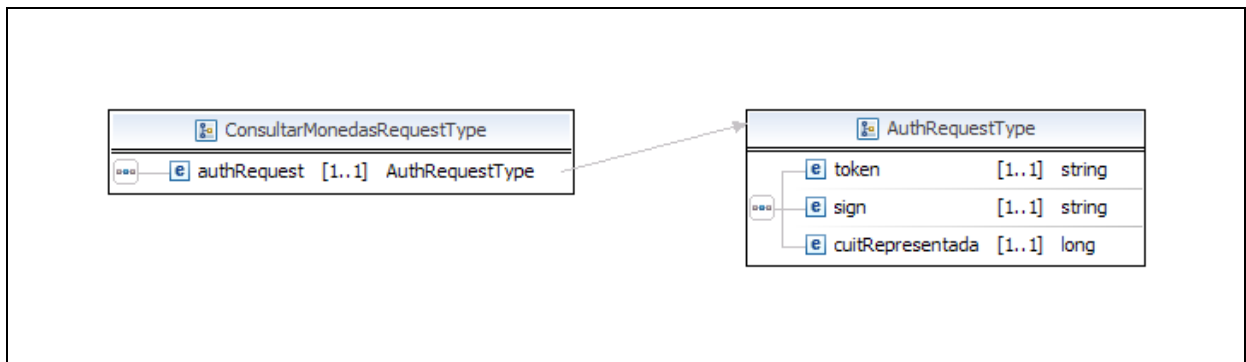 ConsultarMonedasRequestType
e authRequest [1..1] AuthRequestType
AuthRequestType
e token [1..1] string
e sign [1..1] string
e cuitRepresentada [1..1] long